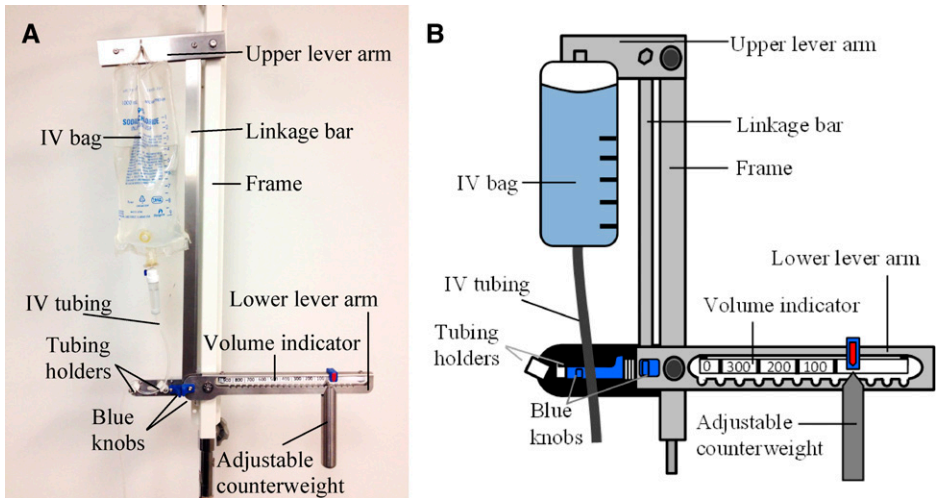 A
Upper lever arm
IV bag
SODIUM CHLORIDE
Linkage bar
Frame
IV tubing
Lower lever arm
Volume indicator
Tubing
holders
Blue
knobs
Adjustable
counterweight
B
Upper lever arm
Linkage bar
Frame
IV bag
Lower lever arm
IV tubing
Volume indicator
Tubing
holders
0 300 200 100
Blue
knobs
Adjustable
counterweight